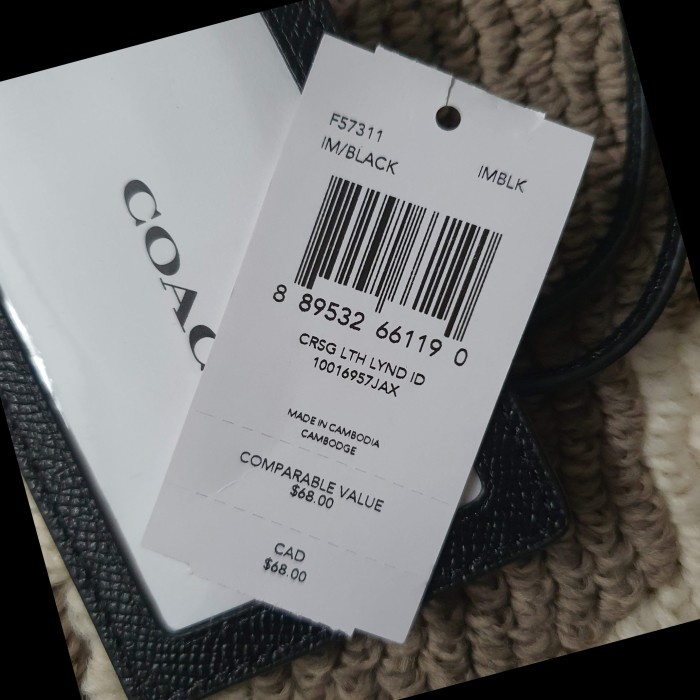 COAC
F57311
IM/BLACK IMBLK
8 89532 66119 0
CRSG LTH LYND ID
10016957JAX
MADE IN CAMBODIA
CAMBODGE
COMPARABLE VALUE
$68.00
CAD
$68.00